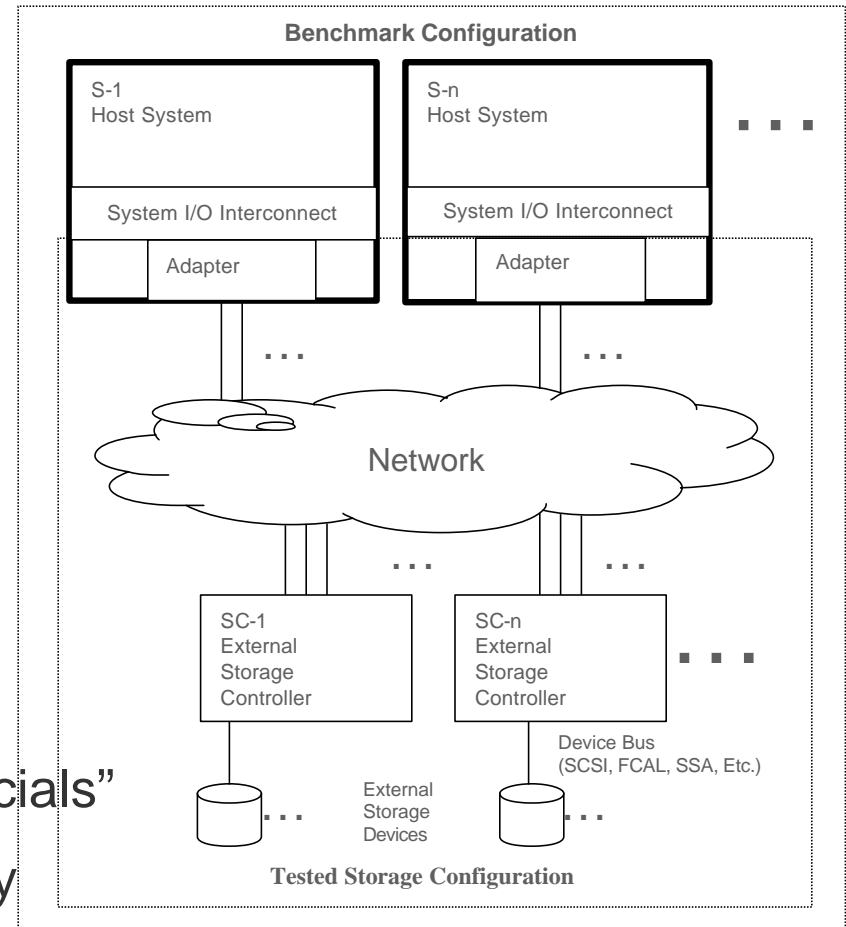 Benchmark Configuration
S-1
Host System
S-n
Host System
. . .
System I/O Interconnect
System I/O Interconnect
Adapter
Adapter
. . .
. . .
Network
. . .
. . .
SC-1
External
Storage
Controller
SC-n
External
Storage
Controller
. . .
Device Bus
(SCSI, FCAL, SSA, Etc.)
cials”
. . .
External
Storage
Devices
. . .
y
Tested Storage Configuration